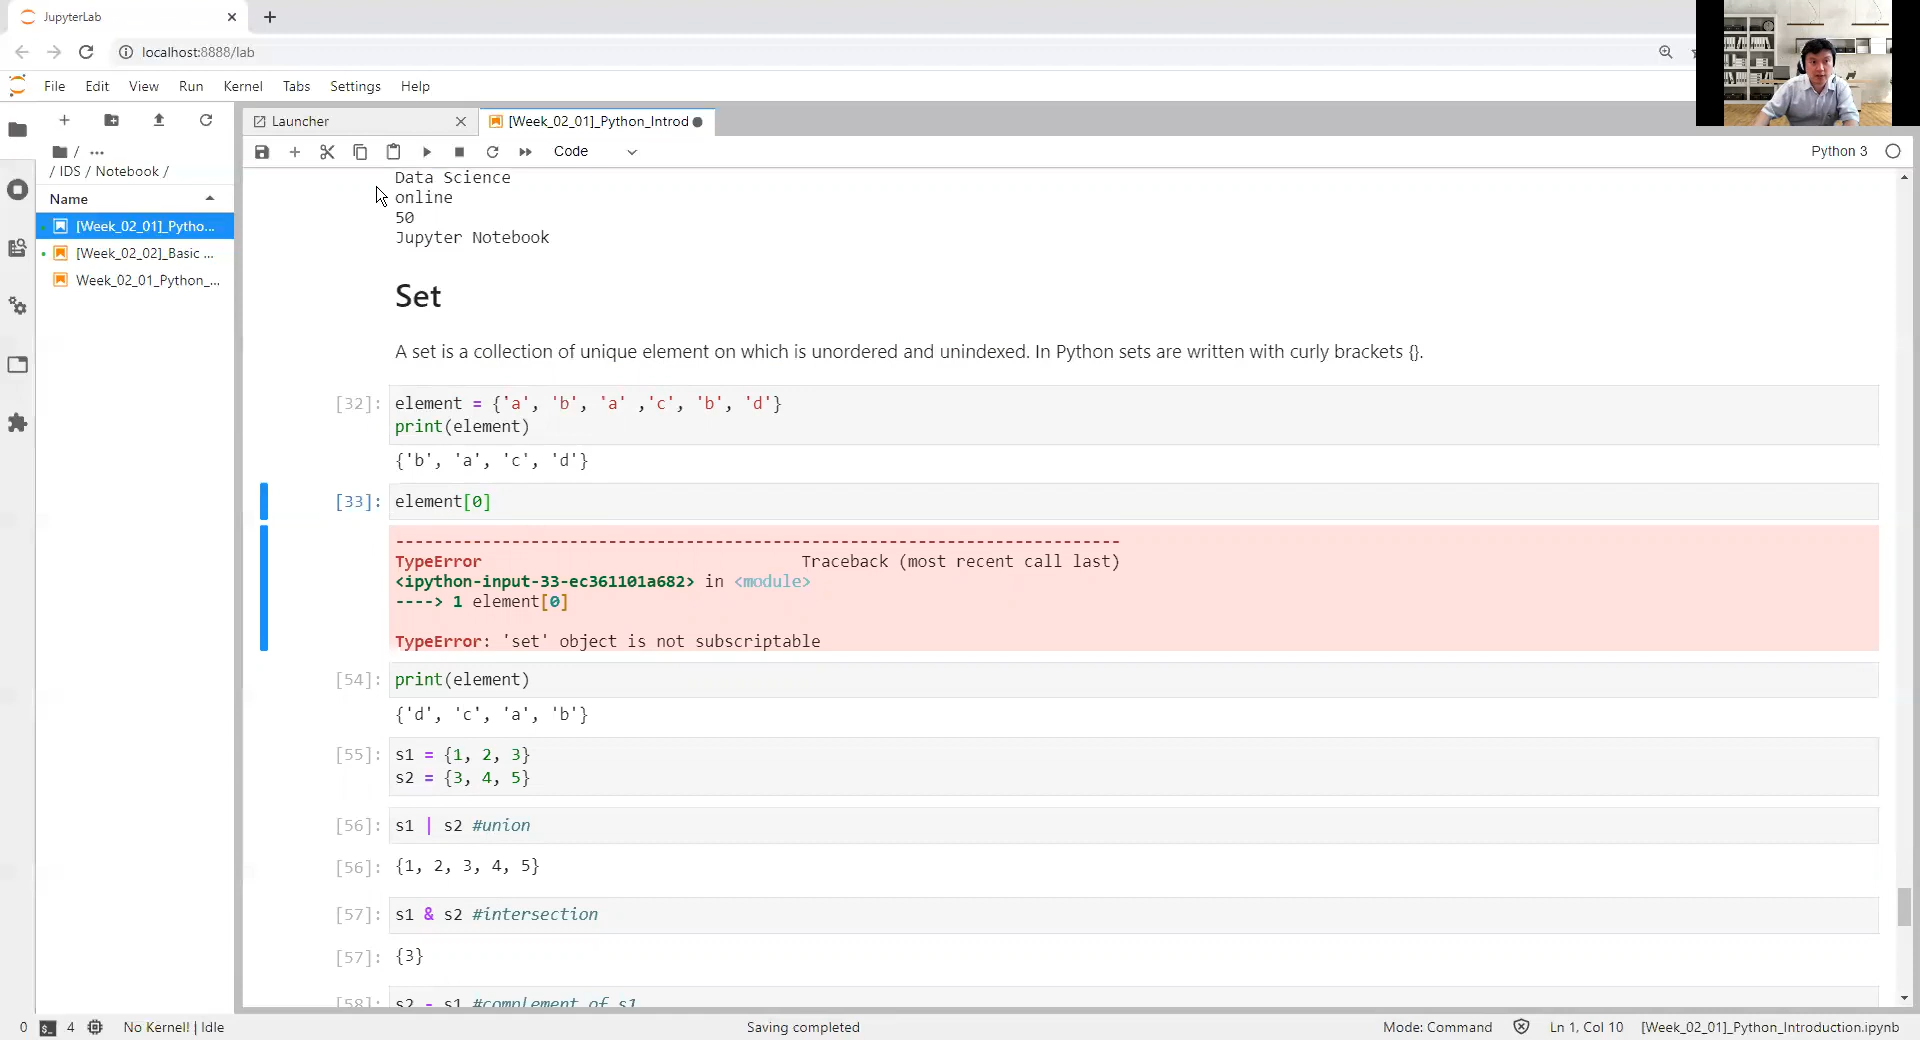 JupyterLab
localhost:8888/lab
File Edit View Run Kernel Tabs Settings Help
Launcher
[Week_02_01]_Python_Introd
/ ...
/ IDS / Notebook /
Code
Python 3
Name
[Week_02_01]_Pytho...
[Week_02_02]_Basic ...
Week_02_01_Python_...
Data Science
online
50
Jupyter Notebook
Set
A set is a collection of unique element on which is unordered and unindexed. In Python sets are written with curly brackets {}.
[32]: element = {'a', 'b', 'a' ,'c', 'b', 'd'}
print(element)
{'b', 'a', 'c', 'd'}
[33]: element[0]
---------------------------------------------------------------------------
TypeError Traceback (most recent call last)
<ipython-input-33-ec361101a682> in <module>
----> 1 element[0]
TypeError: 'set' object is not subscriptable
[54]: print(element)
{'d', 'c', 'a', 'b'}
[55]: s1 = {1, 2, 3}
s2 = {3, 4, 5}
[56]: s1 | s2 #union
[56]: {1, 2, 3, 4, 5}
[57]: s1 & s2 #intersection
[57]: {3}
[58]: s2 - s1 #complement of s1
0 4 No Kernel! | Idle Saving completed Mode: Command Ln 1, Col 10 [Week_02_01]_Python_Introduction.ipynb